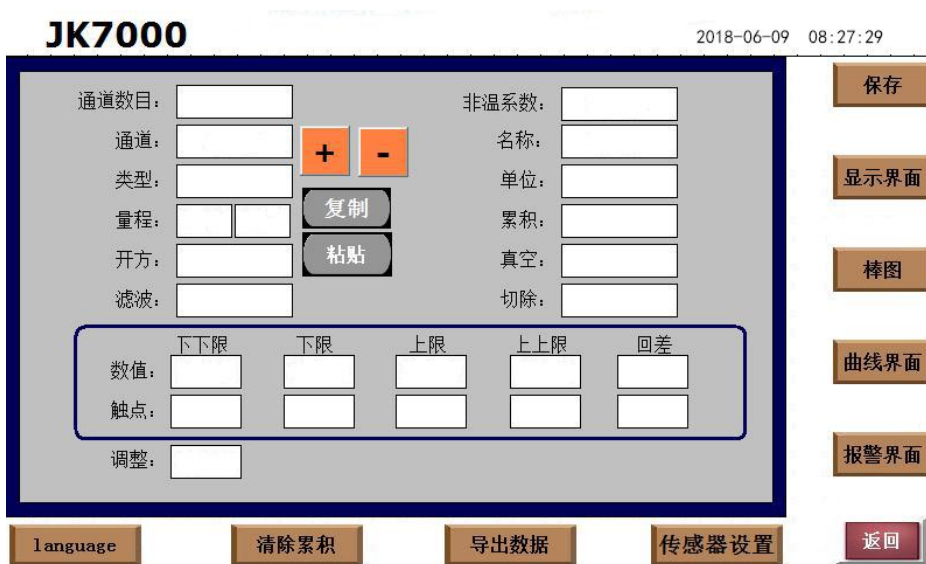 JK7000
2018-06-09 08:27:29
通道数目:
非温系数:
保存
通道:
+
-
名称:
类型:
单位:
显示界面
复制
量程:
累积:
粘贴
开方:
真空:
棒图
滤波:
切除:
下下限 下限 上限 上上限 回差
数值:
曲线界面
触点:
调整:
报警界面
language
清除累积
导出数据
传感器设置
返回